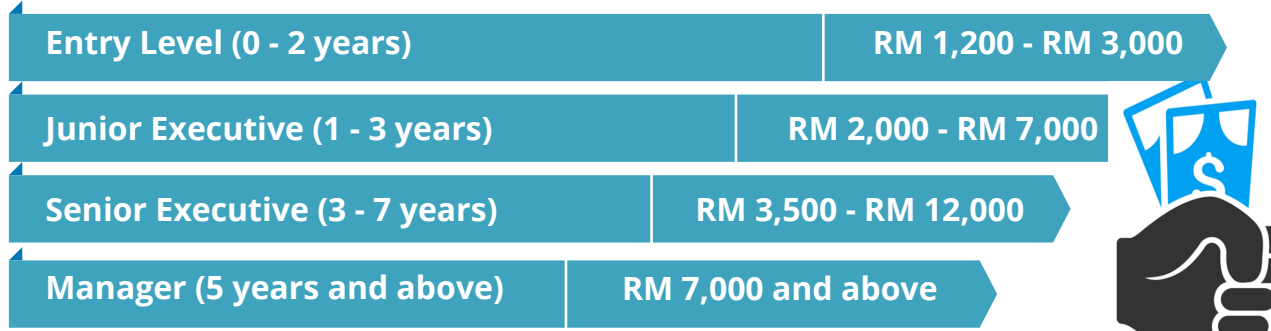 Entry Level (0 - 2 years) RM 1,200 - RM 3,000
Junior Executive (1 - 3 years) RM 2,000 - RM 7,000
Senior Executive (3 - 7 years) RM 3,500 - RM 12,000
Manager (5 years and above) RM 7,000 and above
$